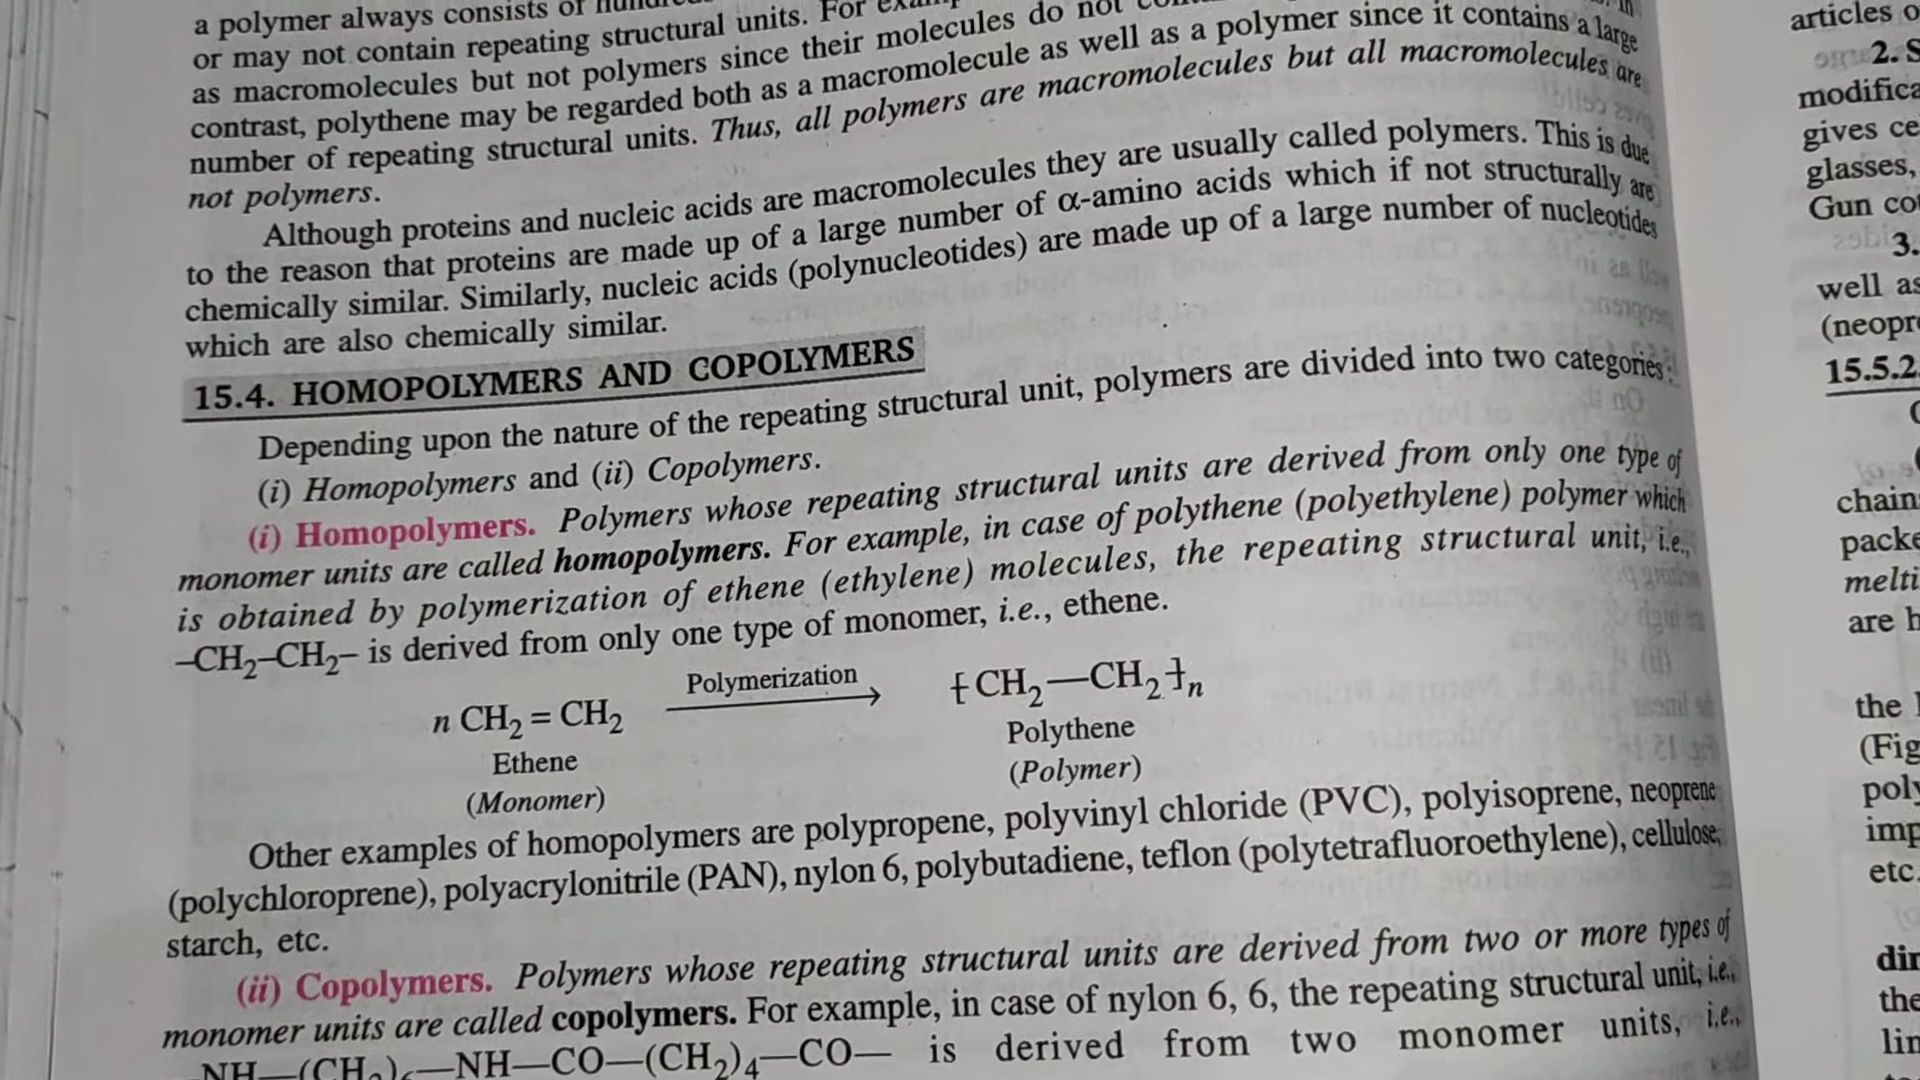 a polymer always consists of
or may not contain repeating structural units. For
as macromolecules but not polymers since their molecules do not
contrast, polythene may be regarded both as a macromolecule as well as a polymer since it contains a large
number of repeating structural units. Thus, all polymers are macromolecules but all macromolecules are
not polymers.
Although proteins and nucleic acids are macromolecules they are usually called polymers. This is due
to the reason that proteins are made up of a large number of α-amino acids which if not structurally are
chemically similar. Similarly, nucleic acids (polynucleotides) are made up of a large number of nucleotides
which are also chemically similar.
15.4. HOMOPOLYMERS AND COPOLYMERS
Depending upon the nature of the repeating structural unit, polymers are divided into two categories:
(i) Homopolymers and (ii) Copolymers.
(i) Homopolymers. Polymers whose repeating structural units are derived from only one type of
monomer units are called homopolymers. For example, in case of polythene (polyethylene) polymer which
is obtained by polymerization of ethene (ethylene) molecules, the repeating structural unit, i.e.,
–CH₂–CH₂– is derived from only one type of monomer, i.e., ethene.
n CH₂ = CH₂ Polymerization ⟶ [CH₂—CH₂]ₙ
Ethene Polythene
(Monomer) (Polymer)
Other examples of homopolymers are polypropene, polyvinyl chloride (PVC), polyisoprene, neoprene
(polychloroprene), polyacrylonitrile (PAN), nylon 6, polybutadiene, teflon (polytetrafluoroethylene), cellulose,
starch, etc.
(ii) Copolymers. Polymers whose repeating structural units are derived from two or more types of
monomer units are called copolymers. For example, in case of nylon 6, 6, the repeating structural unit, i.e.,
—NH—(CH₂)₆—NH—CO—(CH₂)₄—CO— is derived from two monomer units, i.e.,
articles
2.
gives
glasses,
Gun
3.
well as
15.5.2
etc.
the
(Fig
the